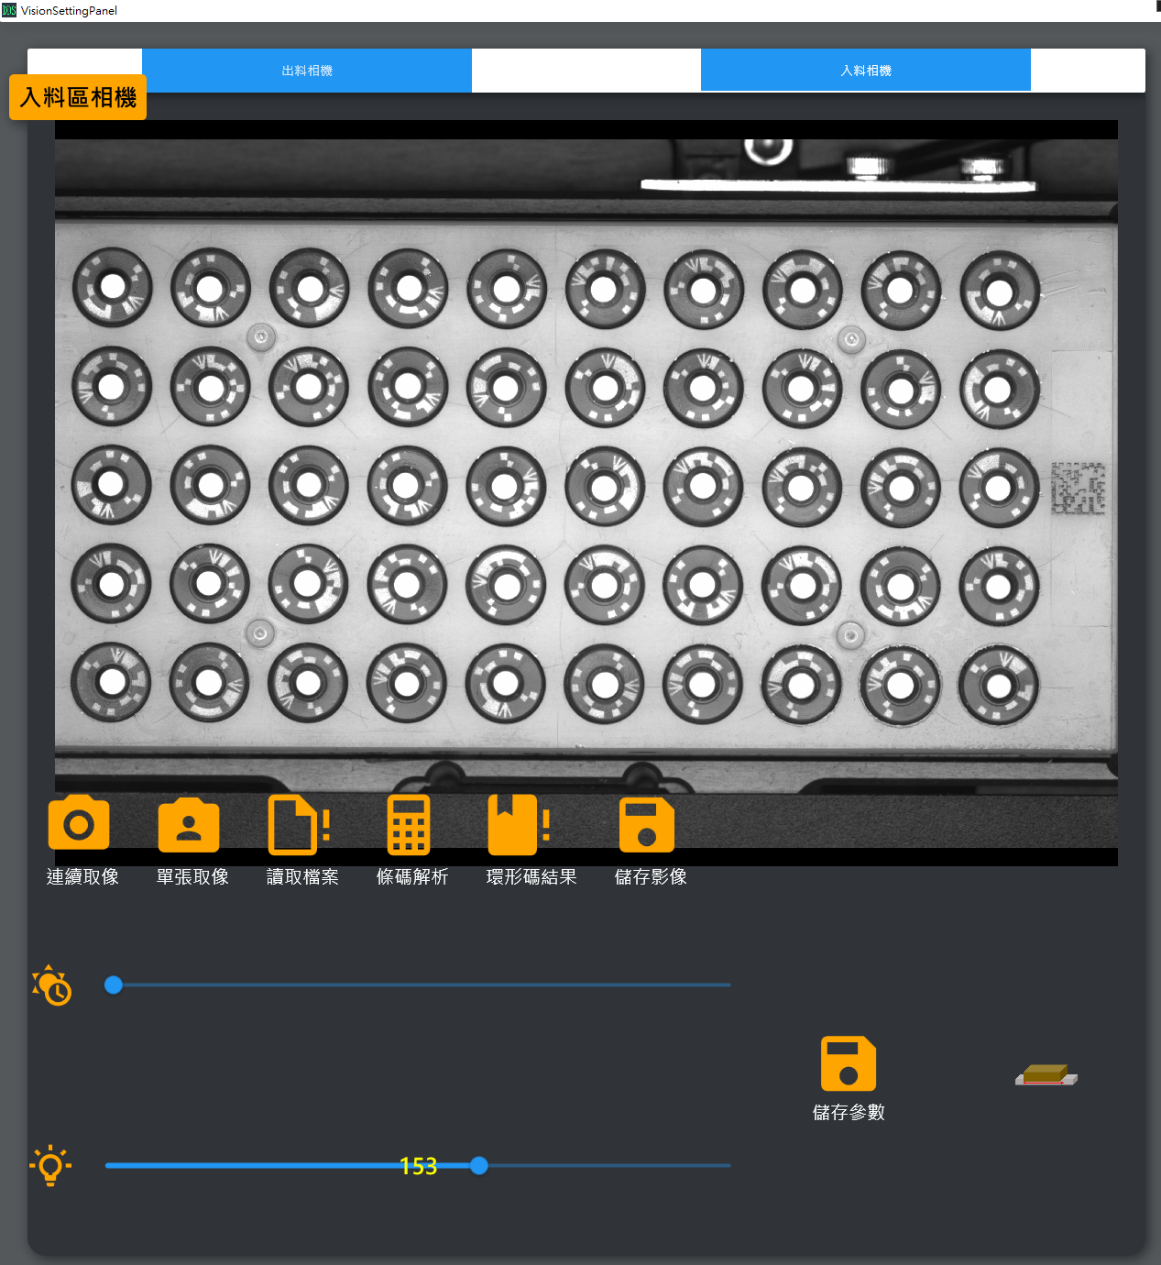 VisionSettingPanel
出料相機
入料相機
入料區相機
連續取像
單張取像
讀取檔案
條碼解析
環形碼結果
儲存影像
儲存參數
153